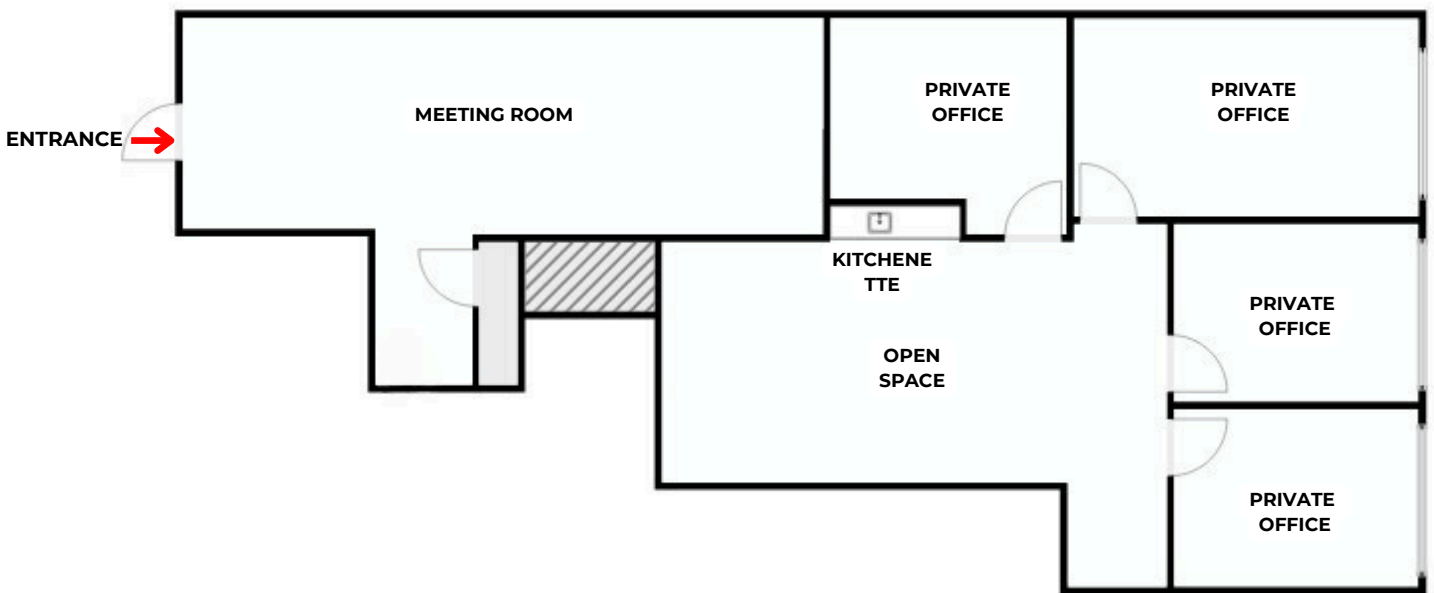 ENTRANCE
MEETING ROOM
PRIVATE
OFFICE
PRIVATE
OFFICE
KITCHENE
TTE
PRIVATE
OFFICE
OPEN
SPACE
PRIVATE
OFFICE